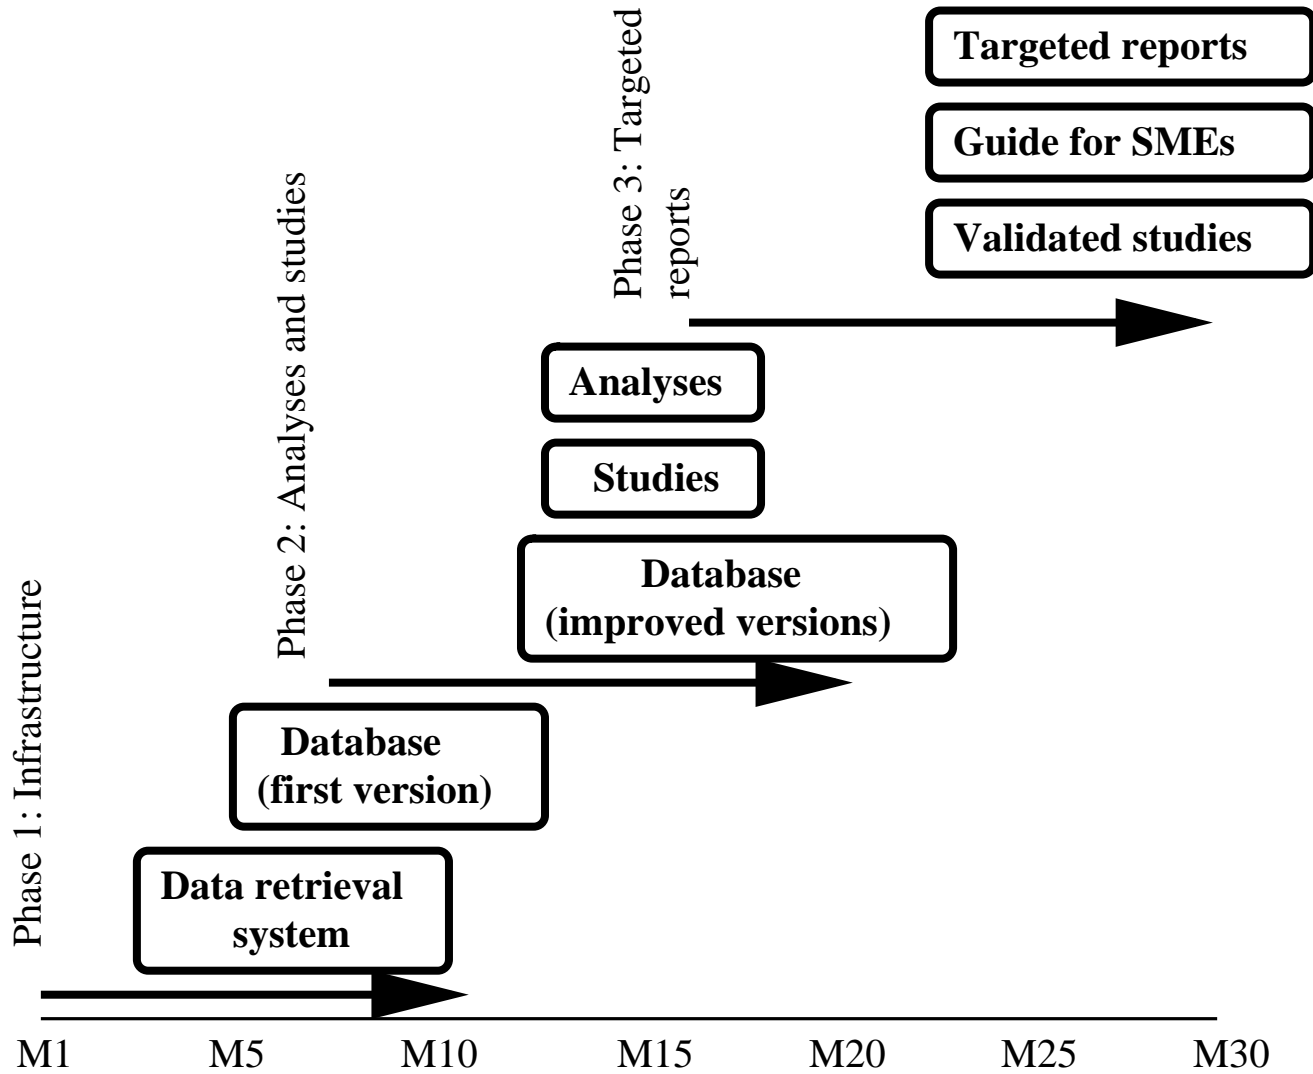 Targeted reports
Guide for SMEs
Validated studies
Phase 3: Targeted
reports
Analyses
Studies
Database
(improved versions)
Phase 2: Analyses and studies
Database
(first version)
Data retrieval
system
Phase 1: Infrastructure
M1 M5 M10 M15 M20 M25 M30